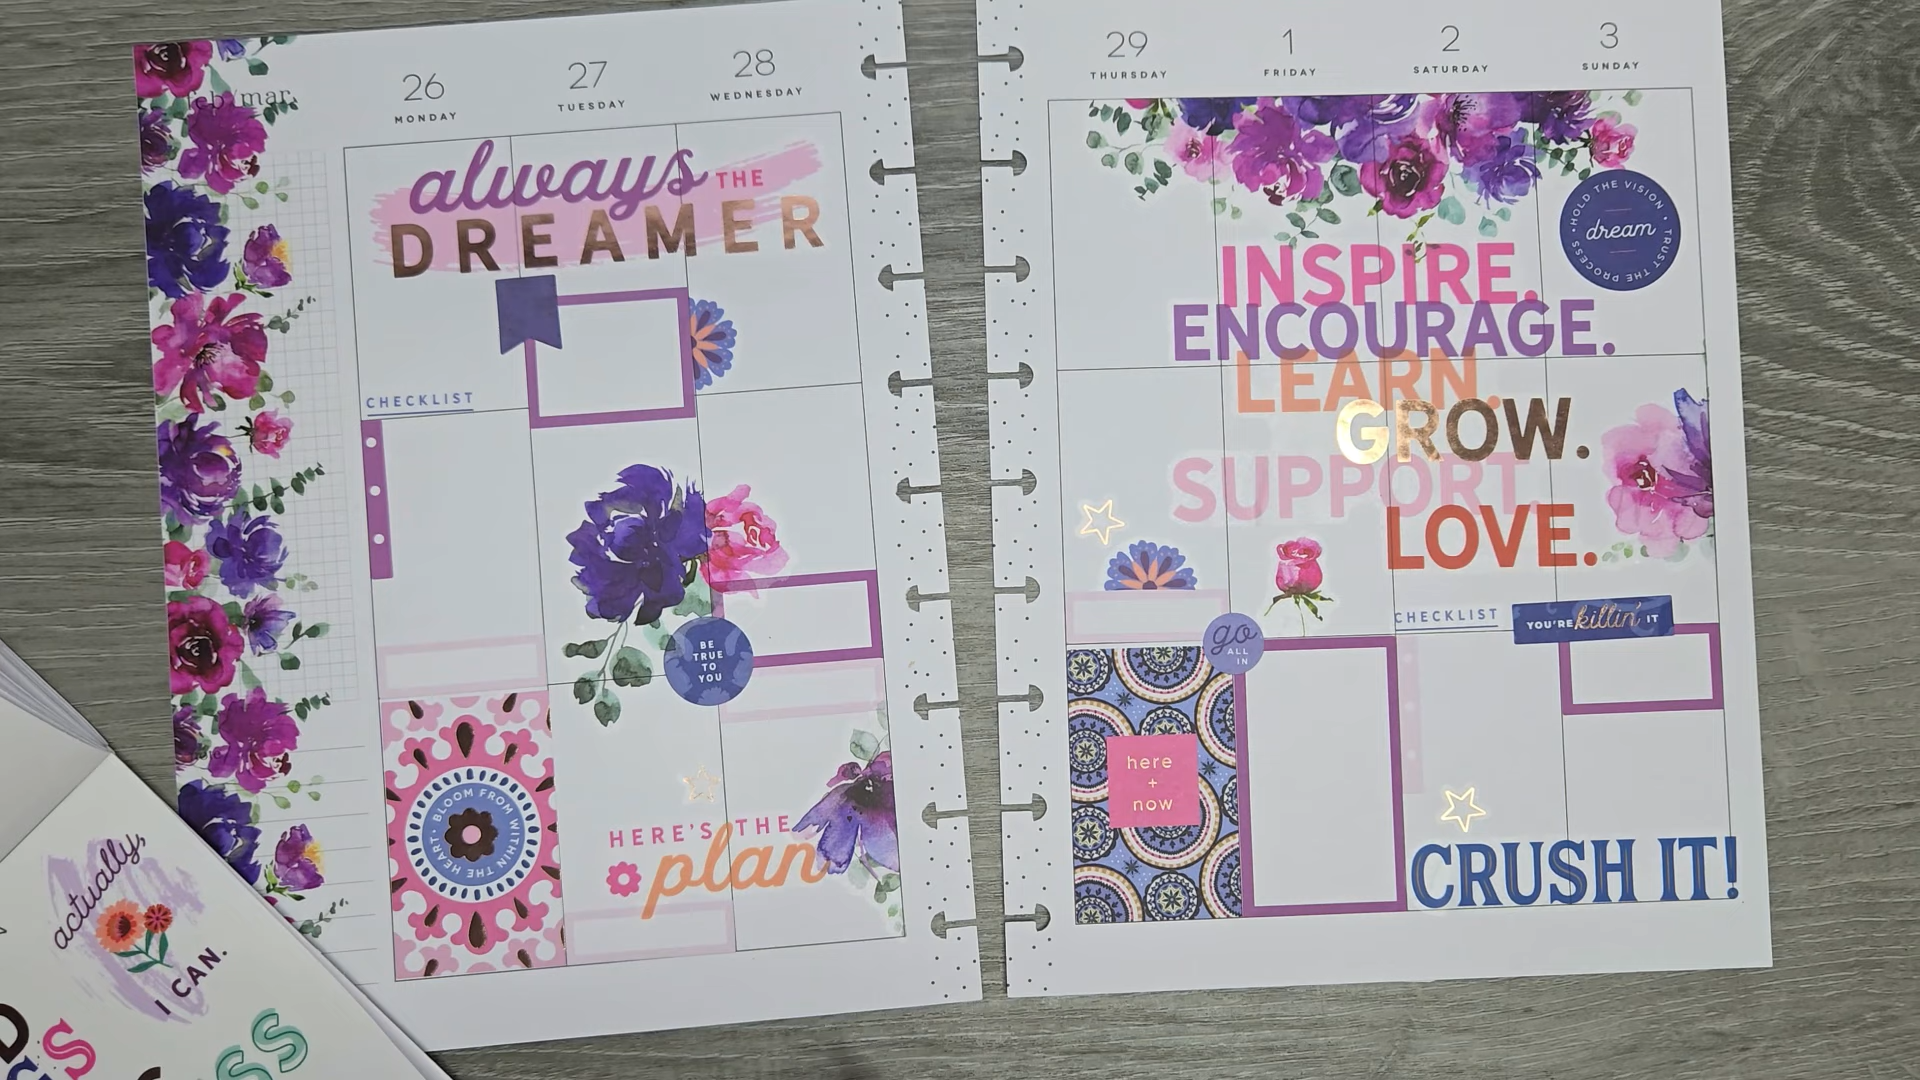 feb/mar
26
MONDAY
27
TUESDAY
28
WEDNESDAY
always THE
DREAMER
CHECKLIST
BE
TRUE
TO
YOU
BLOOM FROM WITHIN THE HEART
HERE'S THE
plan
29
THURSDAY
1
FRIDAY
2
SATURDAY
3
SUNDAY
HOLD THE VISION • TRUST THE PROCESS •
dream
INSPIRE.
ENCOURAGE.
LEARN.
GROW.
SUPPORT.
LOVE.
CHECKLIST
YOU'RE killin' IT
go
ALL
IN
here
+
now
CRUSH IT!
actually,
I CAN.